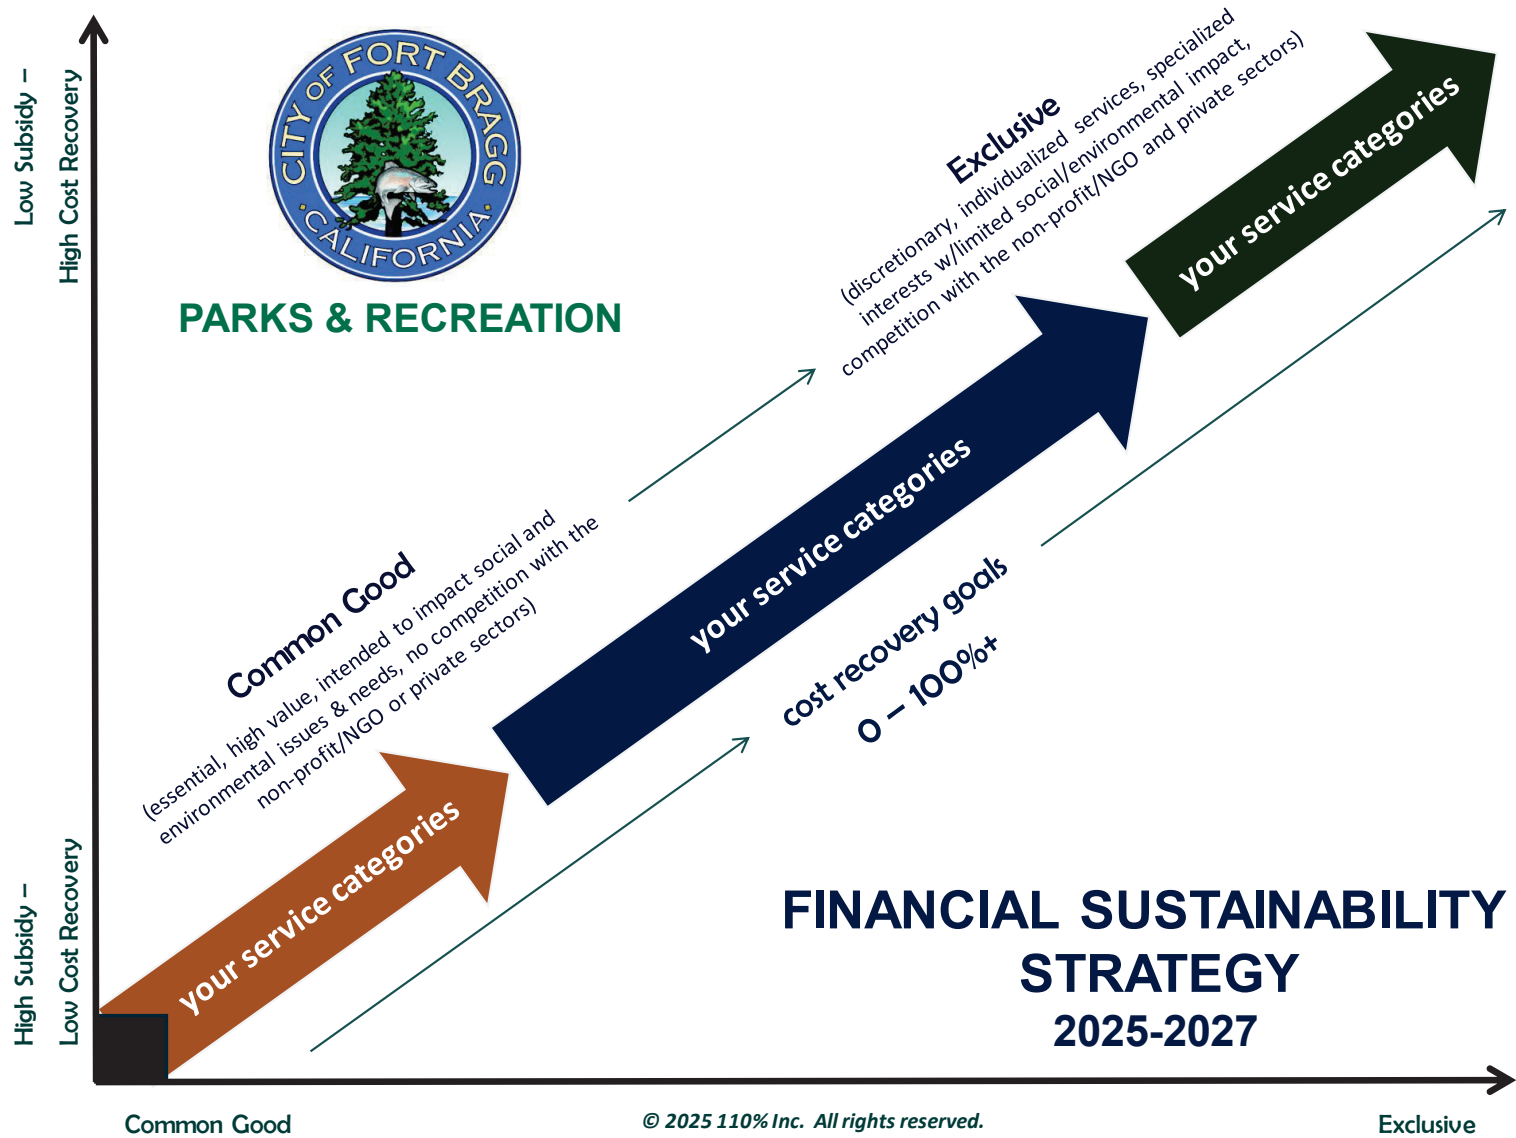 Low Subsidy –
High Cost Recovery
CITY OF FORT BRAGG
· CALIFORNIA ·
PARKS & RECREATION
Exclusive
(discretionary, individualized services, specialized
interests w/limited social/environmental impact,
competition with the non-profit/NGO and private sectors)
your service categories
Common Good
(essential, high value, intended to impact social and
environmental issues & needs, no competition with the
non-profit/NGO or private sectors)
your service categories
cost recovery goals
0 – 100%+
your service categories
High Subsidy –
Low Cost Recovery
FINANCIAL SUSTAINABILITY
STRATEGY
2025-2027
Common Good
© 2025 110% Inc. All rights reserved.
Exclusive